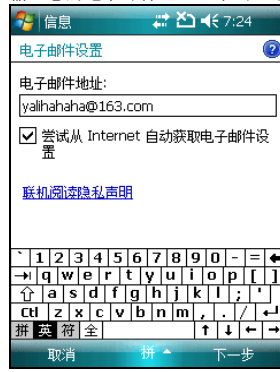 信息 7:24
电子邮件设置 ?
电子邮件地址:
yalihahaha@163.com
尝试从 Internet 自动获取电子邮件设
置
联机阅读隐私声明
` 1 2 3 4 5 6 7 8 9 0 - =
q w e r t y u i o p [ ]
a s d f g h j k l ; '
Ctl z x c v b n m , . /
拼 英 符 全
取消 拼 下一步